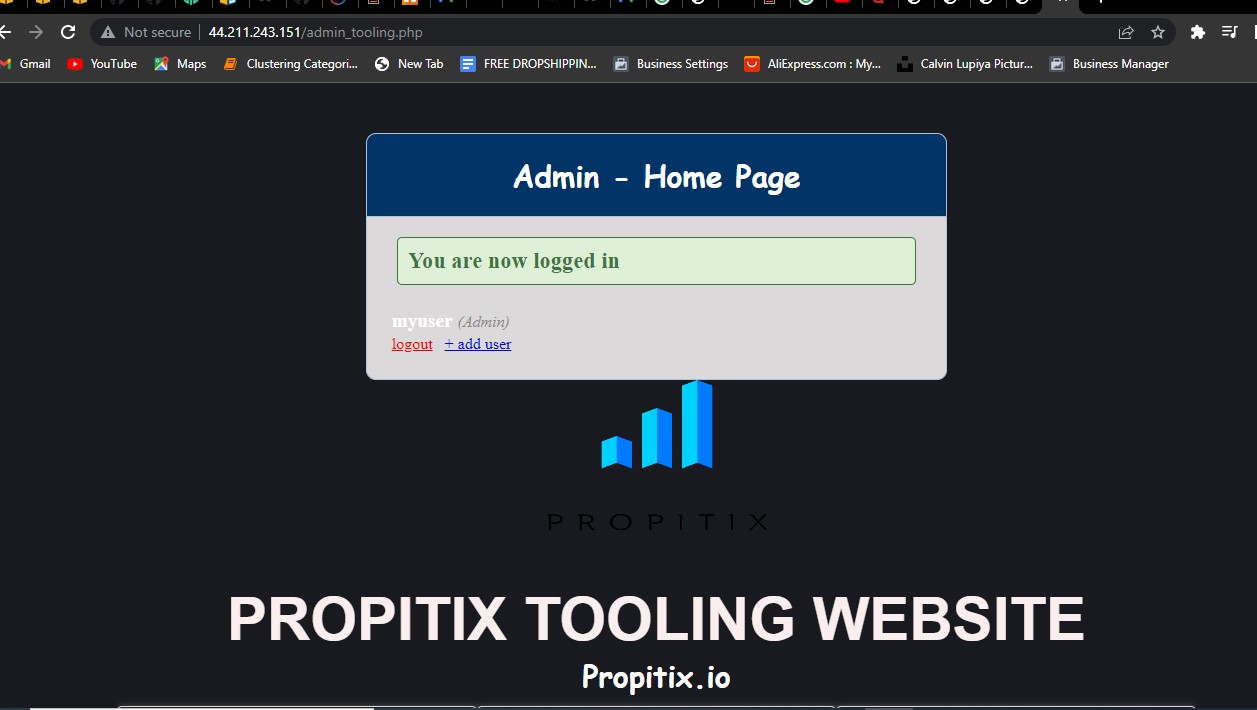 Not secure 44.211.243.151/admin_tooling.php
Gmail YouTube Maps Clustering Categori... New Tab FREE DROPSHIPPIN... Business Settings AliExpress.com : My... Calvin Lupiya Pictur... Business Manager
Admin - Home Page
You are now logged in
myuser (Admin)
logout + add user
PROPITIX
PROPITIX TOOLING WEBSITE
Propitix.io